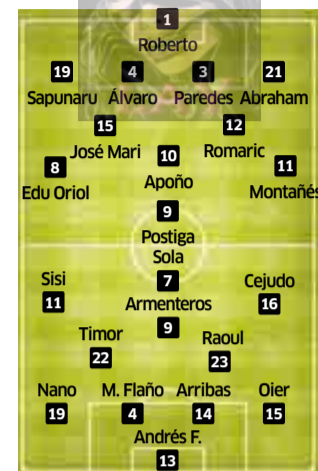 1
Roberto
19 4 3 21
Sapunaru Álvaro Paredes Abraham
15 12
José Mari 10 Romaric
8 11
Edu Oriol Apoño Montañés
9
Postiga
Sola
Sisi 7 Cejudo
11 Armenteros 16
Timor 9 Raoul
22 23
Nano M. Flaño Arribas Oier
19 4 14 15
Andrés F.
13